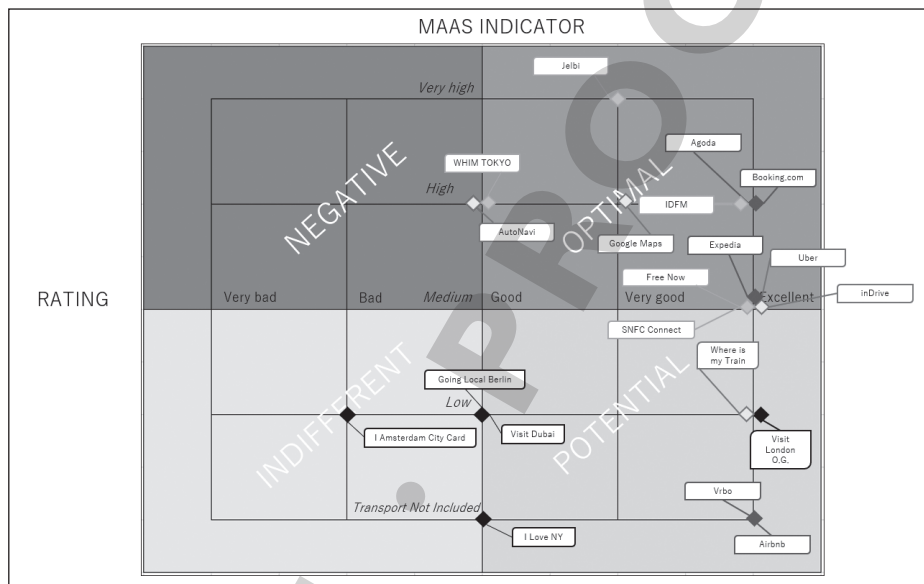 MAAS INDICATOR
Jelbi
Very high
Agoda
NEGATIVE
WHIM TOKYO
OPTIMAL
Booking.com
High
IDFM
AutoNavi
Google Maps
Expedia
Uber
Free Now
RATING
Very bad
Bad
Medium
Good
Very good
Excellent
inDrive
SNFC Connect
Where is
my Train
INDIFFERENT
Going Local Berlin
POTENTIAL
Low
I Amsterdam City Card
Visit Dubai
Visit
London
O.G.
Vrbo
Transport Not Included
I Love NY
Airbnb